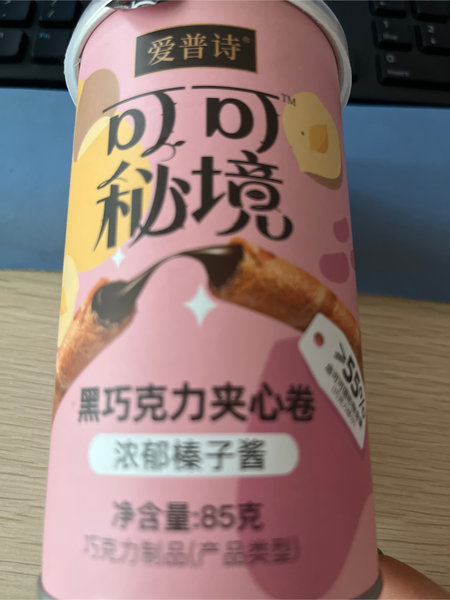 爱普诗®
可可™
秘境
≥55%
黑巧克力夹心卷
浓郁榛子酱
净含量:85克
巧克力制品(产品类型)